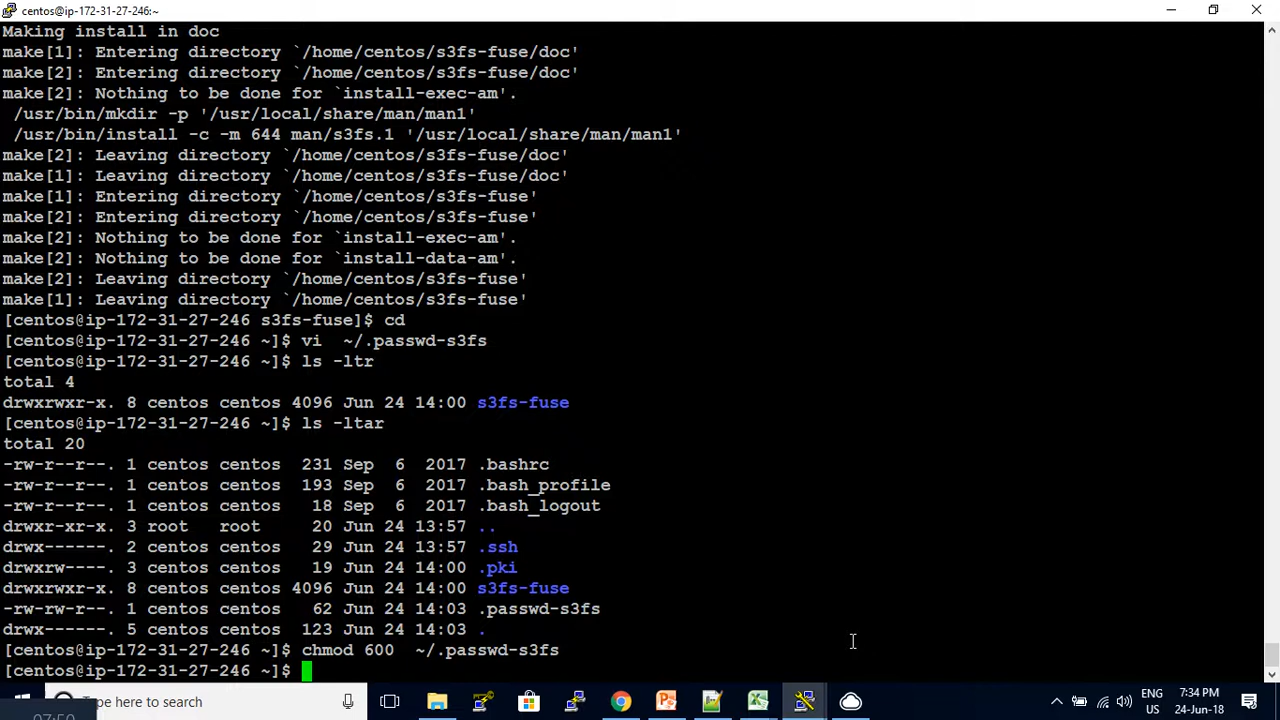 centos@ip-172-31-27-246:~
Making install in doc
make[1]: Entering directory `/home/centos/s3fs-fuse/doc'
make[2]: Entering directory `/home/centos/s3fs-fuse/doc'
make[2]: Nothing to be done for `install-exec-am'.
/usr/bin/mkdir -p '/usr/local/share/man/man1'
/usr/bin/install -c -m 644 man/s3fs.1 '/usr/local/share/man/man1'
make[2]: Leaving directory `/home/centos/s3fs-fuse/doc'
make[1]: Leaving directory `/home/centos/s3fs-fuse/doc'
make[1]: Entering directory `/home/centos/s3fs-fuse'
make[2]: Entering directory `/home/centos/s3fs-fuse'
make[2]: Nothing to be done for `install-exec-am'.
make[2]: Nothing to be done for `install-data-am'.
make[2]: Leaving directory `/home/centos/s3fs-fuse'
make[1]: Leaving directory `/home/centos/s3fs-fuse'
[centos@ip-172-31-27-246 s3fs-fuse]$ cd
[centos@ip-172-31-27-246 ~]$ vi  ~/.passwd-s3fs
[centos@ip-172-31-27-246 ~]$ ls -ltr
total 4
drwxrwxr-x. 8 centos centos 4096 Jun 24 14:00 s3fs-fuse
[centos@ip-172-31-27-246 ~]$ ls -ltar
total 20
-rw-r--r--. 1 centos centos  231 Sep  6  2017 .bashrc
-rw-r--r--. 1 centos centos  193 Sep  6  2017 .bash_profile
-rw-r--r--. 1 centos centos   18 Sep  6  2017 .bash_logout
drwxr-xr-x. 3 root   root     20 Jun 24 13:57 ..
drwx------. 2 centos centos   29 Jun 24 13:57 .ssh
drwxrw----. 3 centos centos   19 Jun 24 14:00 .pki
drwxrwxr-x. 8 centos centos 4096 Jun 24 14:00 s3fs-fuse
-rw-rw-r--. 1 centos centos   62 Jun 24 14:03 .passwd-s3fs
drwx------. 5 centos centos  123 Jun 24 14:03 .
[centos@ip-172-31-27-246 ~]$ chmod 600  ~/.passwd-s3fs
[centos@ip-172-31-27-246 ~]$
Type here to search
ENG
US
7:34 PM
24-Jun-18